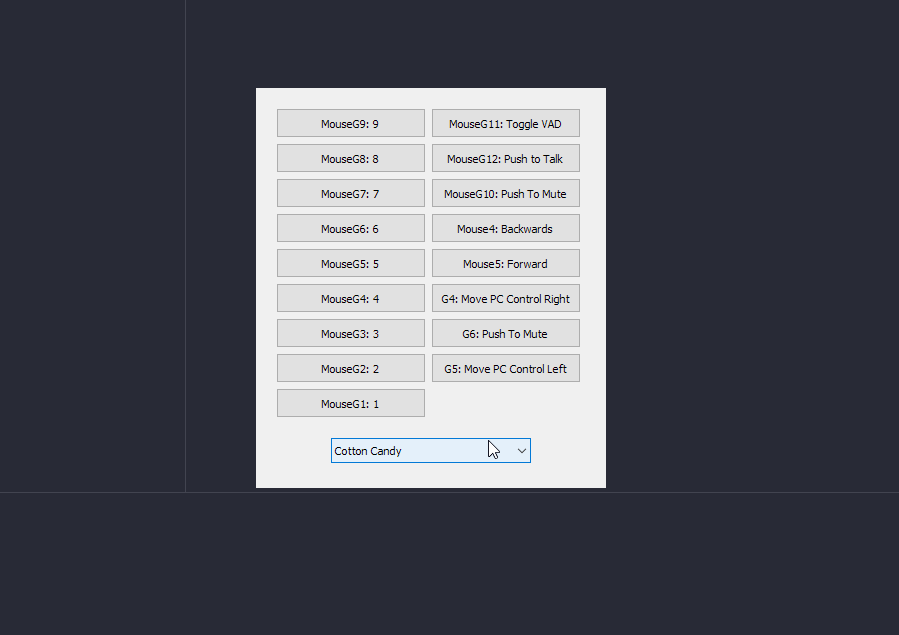 MouseG9: 9
MouseG11: Toggle VAD
MouseG8: 8
MouseG12: Push to Talk
MouseG7: 7
MouseG10: Push To Mute
MouseG6: 6
Mouse4: Backwards
MouseG5: 5
Mouse5: Forward
MouseG4: 4
G4: Move PC Control Right
MouseG3: 3
G6: Push To Mute
MouseG2: 2
G5: Move PC Control Left
MouseG1: 1
Cotton Candy